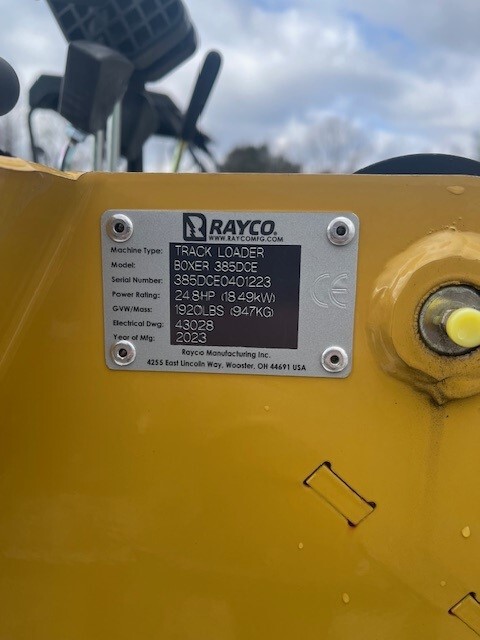 RAYCO.
WWW.RAYCOMFG.COM
Machine Type: TRACK LOADER
Model: BOXER 385DCE
Serial Number: 385DCE0401223
Power Rating: 24.8HP (18.49kW)
GVW/Mass: 1920LBS (947KG)
Electrical Dwg: 43028
Year of Mfg: 2023
CE
Rayco Manufacturing Inc.
4255 East Lincoln Way, Wooster, OH 44691 USA